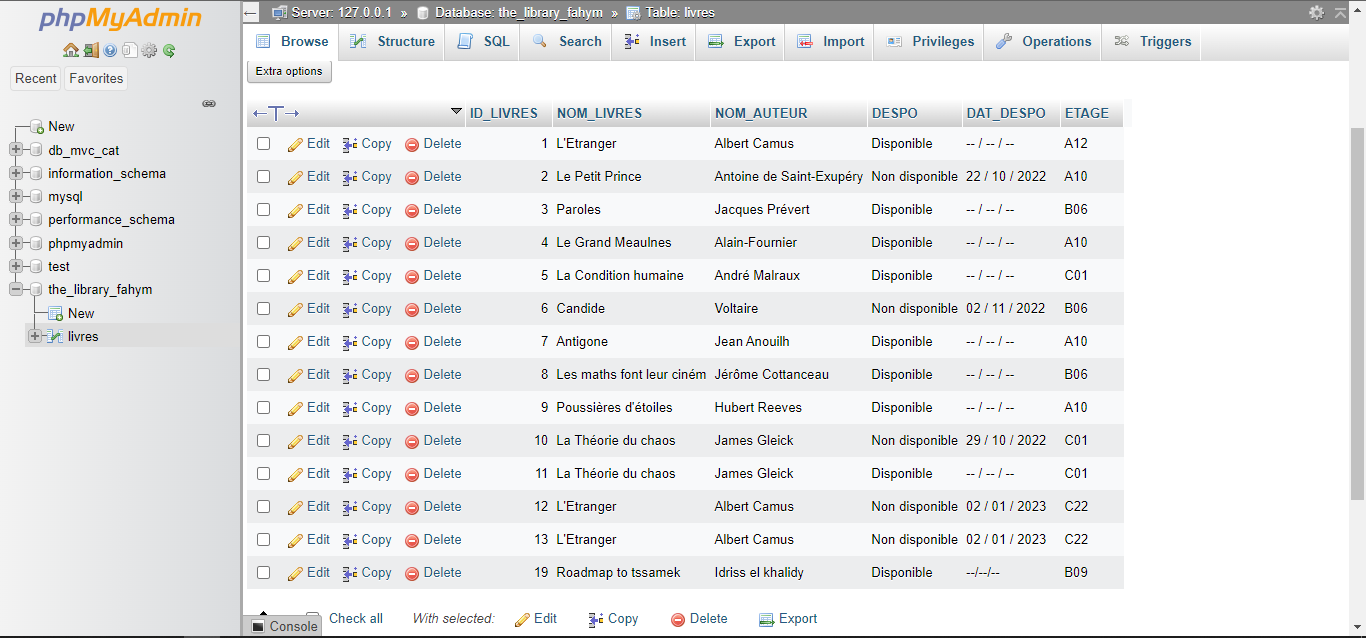 phpMyAdmin
Recent Favorites
New
db_mvc_cat
information_schema
mysql
performance_schema
phpmyadmin
test
the_library_fahym
New
livres
Server: 127.0.0.1 » Database: the_library_fahym » Table: livres
Browse Structure SQL Search Insert Export Import Privileges Operations Triggers
Extra options
←T→ ID_LIVRES NOM_LIVRES NOM_AUTEUR DESPO DAT_DESPO ETAGE
Edit Copy Delete 1 L'Etranger Albert Camus Disponible -- / -- / -- A12
Edit Copy Delete 2 Le Petit Prince Antoine de Saint-Exupéry Non disponible 22 / 10 / 2022 A10
Edit Copy Delete 3 Paroles Jacques Prévert Disponible -- / -- / -- B06
Edit Copy Delete 4 Le Grand Meaulnes Alain-Fournier Disponible -- / -- / -- A10
Edit Copy Delete 5 La Condition humaine André Malraux Disponible -- / -- / -- C01
Edit Copy Delete 6 Candide Voltaire Non disponible 02 / 11 / 2022 B06
Edit Copy Delete 7 Antigone Jean Anouilh Disponible -- / -- / -- A10
Edit Copy Delete 8 Les maths font leur ciném Jérôme Cottanceau Disponible -- / -- / -- B06
Edit Copy Delete 9 Poussières d'étoiles Hubert Reeves Disponible -- / -- / -- A10
Edit Copy Delete 10 La Théorie du chaos James Gleick Non disponible 29 / 10 / 2022 C01
Edit Copy Delete 11 La Théorie du chaos James Gleick Disponible -- / -- / -- C01
Edit Copy Delete 12 L'Etranger Albert Camus Non disponible 02 / 01 / 2023 C22
Edit Copy Delete 13 L'Etranger Albert Camus Non disponible 02 / 01 / 2023 C22
Edit Copy Delete 19 Roadmap to tssamek Idriss el khalidy Disponible --/--/-- B09
Check all With selected: Edit Copy Delete Export
Console